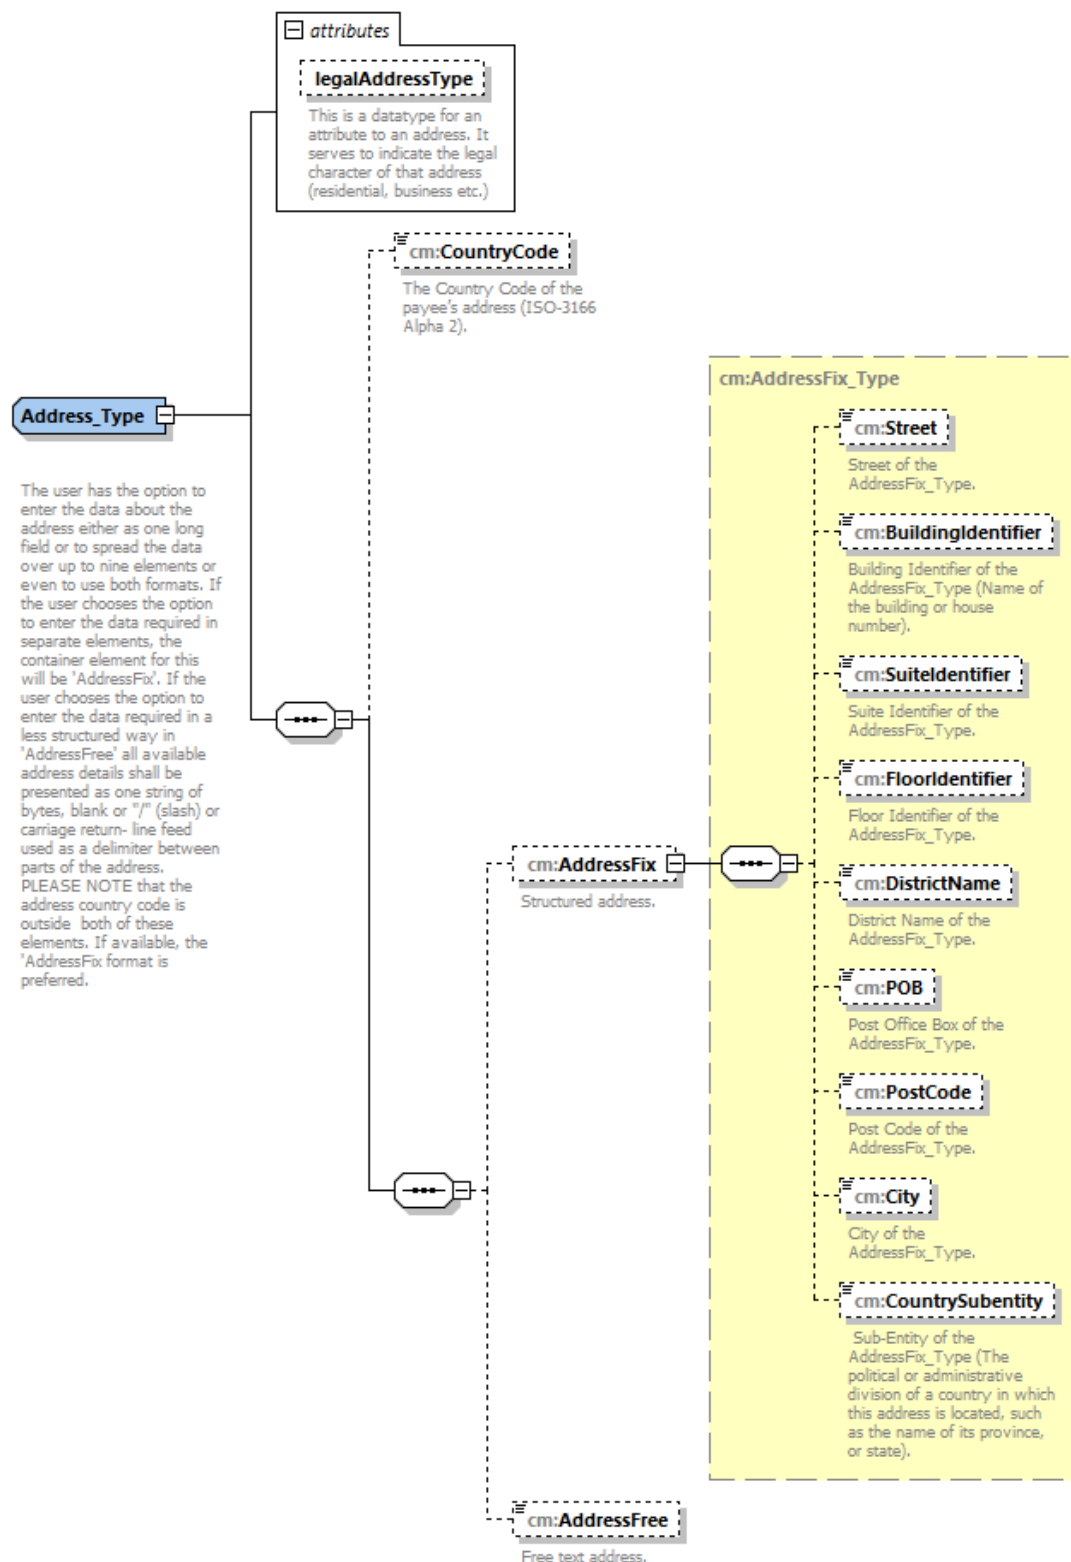 attributes
legalAddressType
This is a datatype for an
attribute to an address. It
serves to indicate the legal
character of that address
(residential, business etc.)
cm:CountryCode
The Country Code of the
payee's address (ISO-3166
Alpha 2).
Address_Type
The user has the option to
enter the data about the
address either as one long
field or to spread the data
over up to nine elements or
even to use both formats. If
the user chooses the option
to enter the data required in
separate elements, the
container element for this
will be 'AddressFix'. If the
user chooses the option to
enter the data required in a
less structured way in
'AddressFree' all available
address details shall be
presented as one string of
bytes, blank or "/" (slash) or
carriage return- line feed
used as a delimiter between
parts of the address.
PLEASE NOTE that the
address country code is
outside  both of these
elements. If available, the
'AddressFix format is
preferred.
cm:AddressFix
Structured address.
cm:AddressFix_Type
cm:Street
Street of the
AddressFix_Type.
cm:BuildingIdentifier
Building Identifier of the
AddressFix_Type (Name of
the building or house
number).
cm:SuiteIdentifier
Suite Identifier of the
AddressFix_Type.
cm:FloorIdentifier
Floor Identifier of the
AddressFix_Type.
cm:DistrictName
District Name of the
AddressFix_Type.
cm:POB
Post Office Box of the
AddressFix_Type.
cm:PostCode
Post Code of the
AddressFix_Type.
cm:City
City of the
AddressFix_Type.
cm:CountrySubentity
Sub-Entity of the
AddressFix_Type (The
political or administrative
division of a country in which
this address is located, such
as the name of its province,
or state).
cm:AddressFree
Free text address.